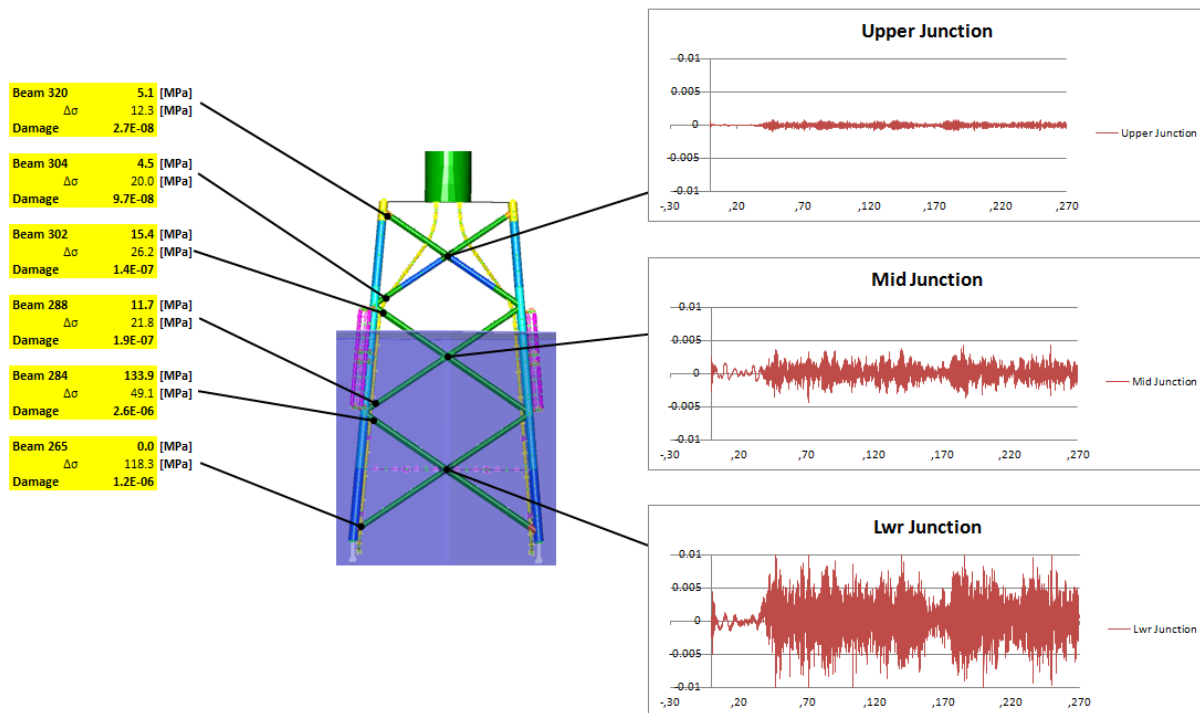 Beam 320 5.1 [MPa]
Δσ 12.3 [MPa]
Damage 2.7E-08
Beam 304 4.5 [MPa]
Δσ 20.0 [MPa]
Damage 9.7E-08
Beam 302 15.4 [MPa]
Δσ 26.2 [MPa]
Damage 1.4E-07
Beam 288 11.7 [MPa]
Δσ 21.8 [MPa]
Damage 1.9E-07
Beam 284 133.9 [MPa]
Δσ 49.1 [MPa]
Damage 2.6E-06
Beam 265 0.0 [MPa]
Δσ 118.3 [MPa]
Damage 1.2E-06
Upper Junction
0.01
0.005
0
-0.005
-0.01
-,30 ,20 ,70 ,120 ,170 ,220 ,270
Upper Junction
Mid Junction
0.01
0.005
0
-0.005
-0.01
-,30 ,20 ,70 ,120 ,170 ,220 ,270
Mid Junction
Lwr Junction
0.01
0.005
0
-0.005
-0.01
-,30 ,20 ,70 ,120 ,170 ,220 ,270
Lwr Junction